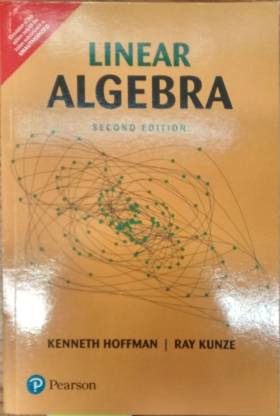 LINEAR
ALGEBRA
SECOND EDITION
KENNETH HOFFMAN | RAY KUNZE
Pearson